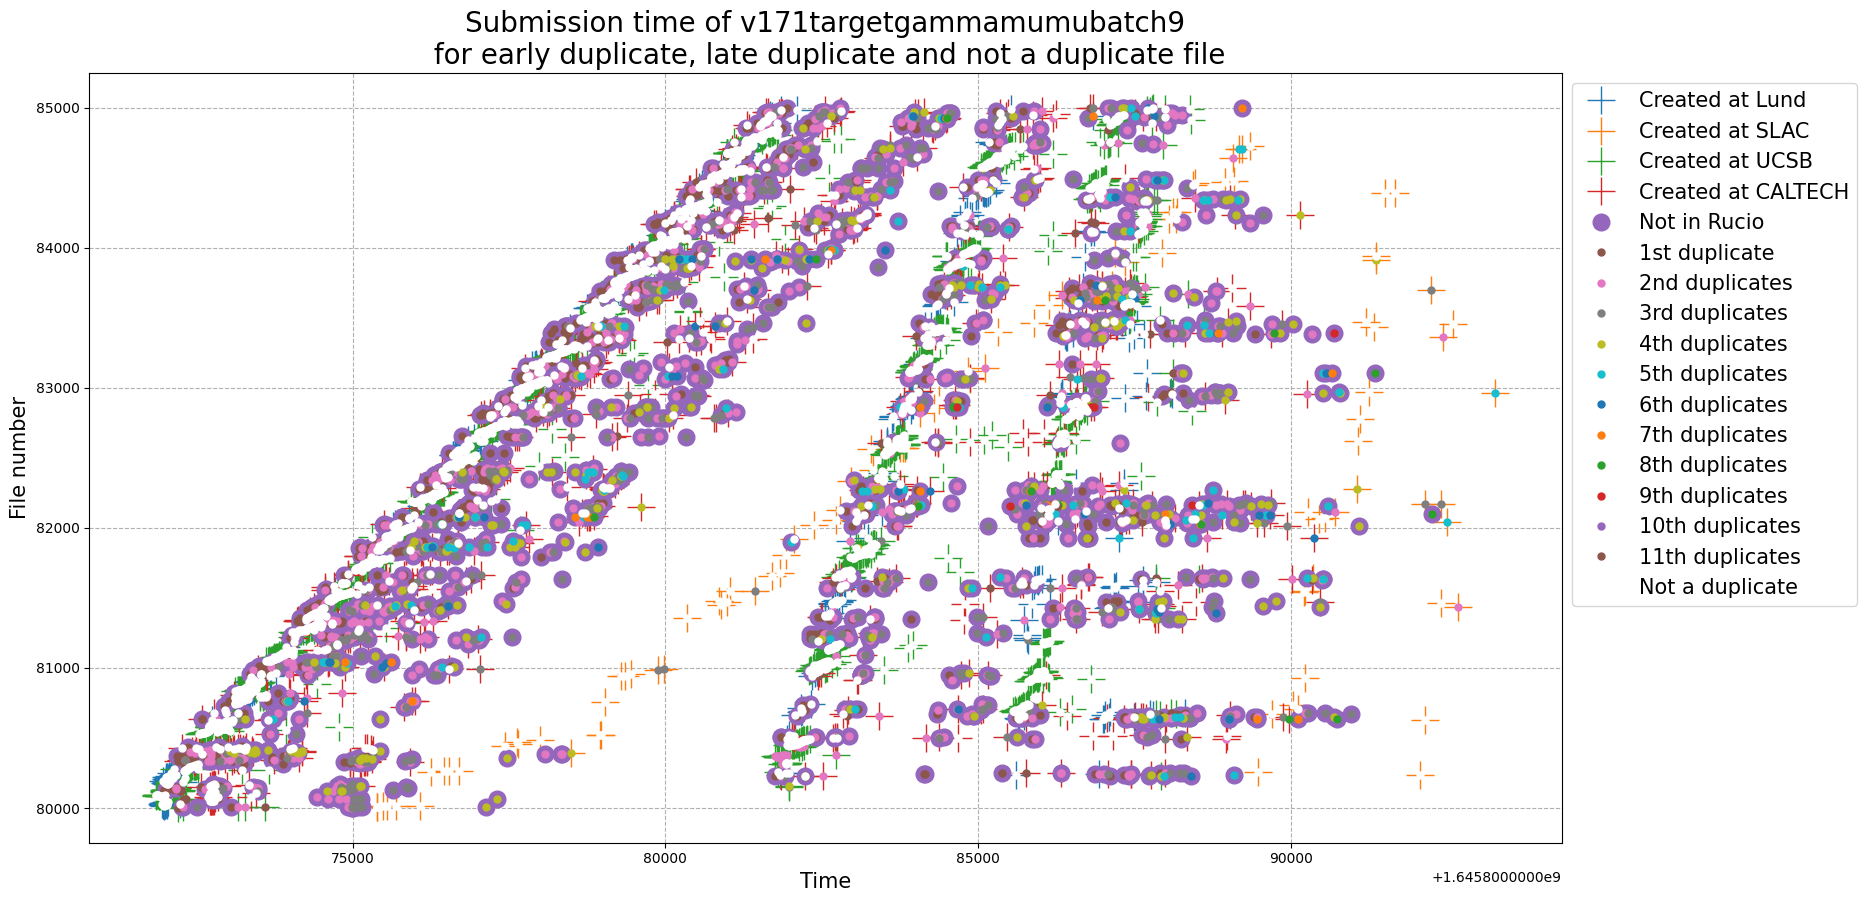 Submission time of v171targetgammamumubatch9
for early duplicate, late duplicate and not a duplicate file
File number
85000
84000
83000
82000
81000
80000
75000
80000
85000
90000
Time
+1.6458000000e9
Created at Lund
Created at SLAC
Created at UCSB
Created at CALTECH
Not in Rucio
1st duplicate
2nd duplicates
3rd duplicates
4th duplicates
5th duplicates
6th duplicates
7th duplicates
8th duplicates
9th duplicates
10th duplicates
11th duplicates
Not a duplicate